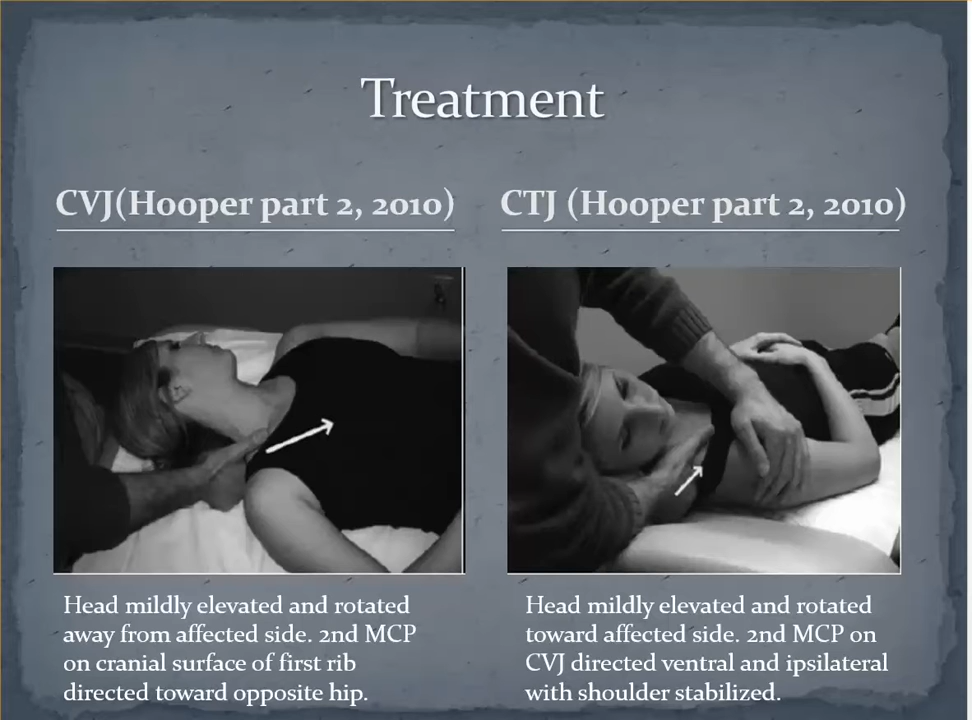 Treatment
CVJ(Hooper part 2, 2010)
CTJ (Hooper part 2, 2010)
Head mildly elevated and rotated
away from affected side. 2nd MCP
on cranial surface of first rib
directed toward opposite hip.
Head mildly elevated and rotated
toward affected side. 2nd MCP on
CVJ directed ventral and ipsilateral
with shoulder stabilized.